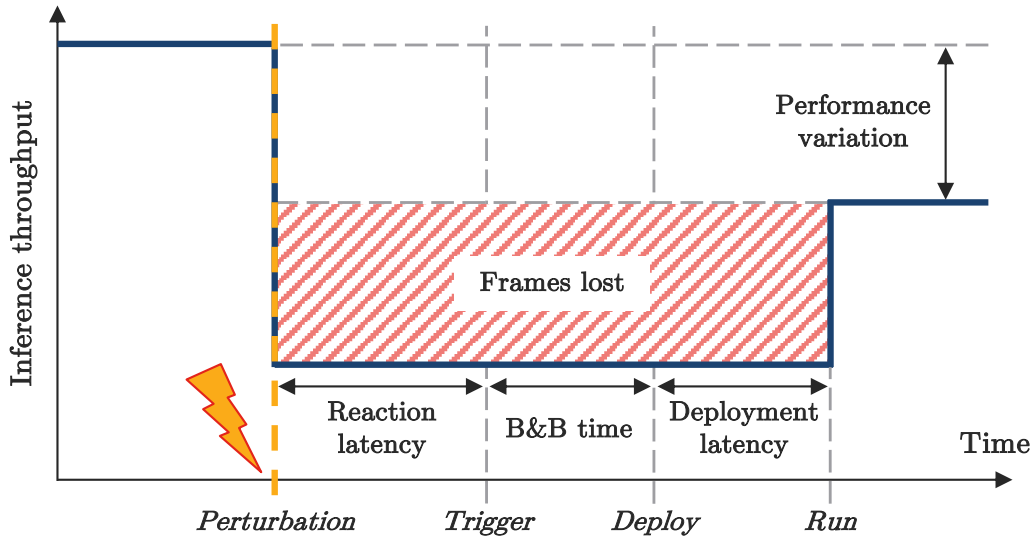 Inference throughput
Performance
variation
Frames lost
Reaction
latency
B&B time
Deployment
latency
Time
Perturbation
Trigger
Deploy
Run